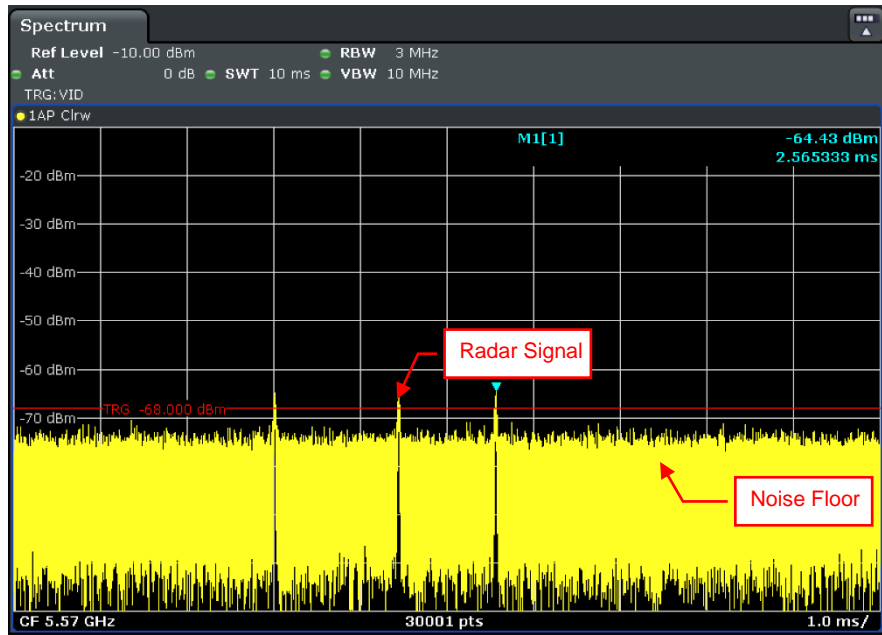 Spectrum
Ref Level -10.00 dBm RBW 3 MHz
Att 0 dB SWT 10 ms VBW 10 MHz
TRG:VID
1AP Clrw
M1[1] -64.43 dBm
2.565333 ms
-20 dBm
-30 dBm
-40 dBm
-50 dBm
Radar Signal
-60 dBm
TRG -68.000 dBm
-70 dBm
Noise Floor
CF 5.57 GHz 30001 pts 1.0 ms/